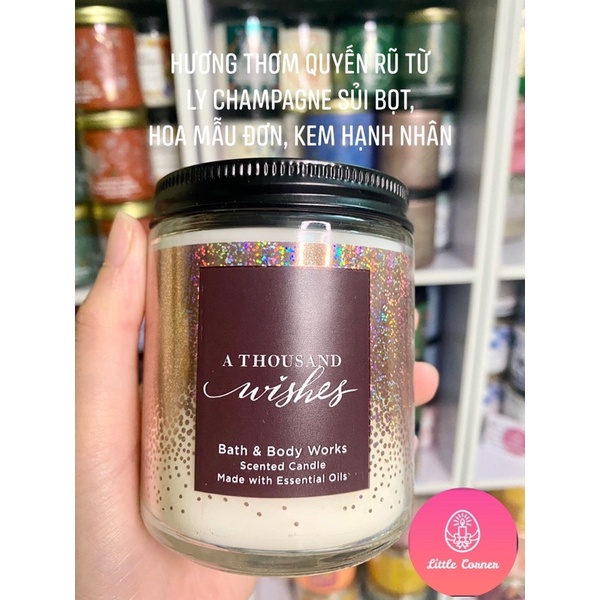 HƯƠNG THƠM QUYẾN RŨ TỪ
LY CHAMPAGNE SỦI BỌT,
HOA MẪU ĐƠN, KEM HẠNH NHÂN
A THOUSAND
wishes
Bath & Body Works
Scented Candle
Made with Essential Oils
Little Corner